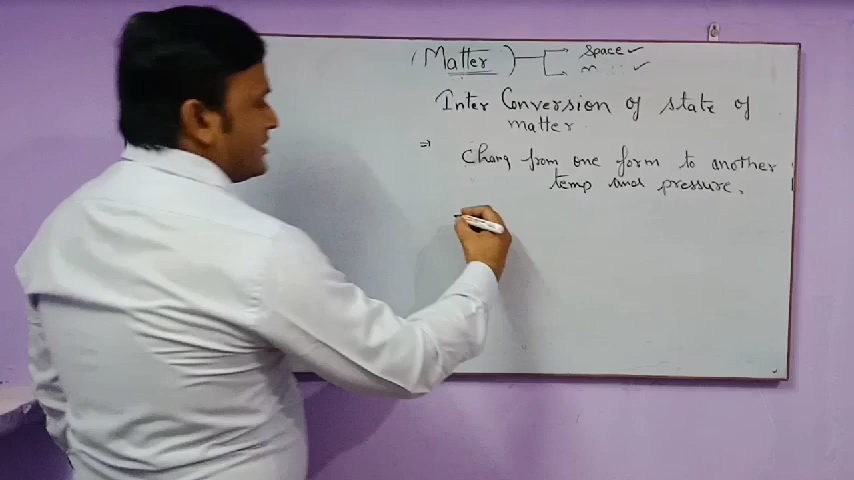 (Matter) space ✓
✓
Inter Conversion of state of
matter
⇒ Chang from one form to another
temp and pressure.